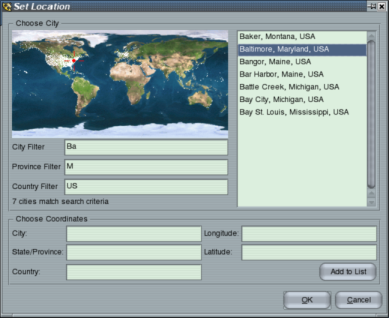 Set Location
Choose City
Baker, Montana, USA
Baltimore, Maryland, USA
Bangor, Maine, USA
Bar Harbor, Maine, USA
Battle Creek, Michigan, USA
Bay City, Michigan, USA
Bay St. Louis, Mississippi, USA
City Filter Ba
Province Filter M
Country Filter US
7 cities match search criteria
Choose Coordinates
City: Longitude:
State/Province: Latitude:
Country: Add to List
OK Cancel